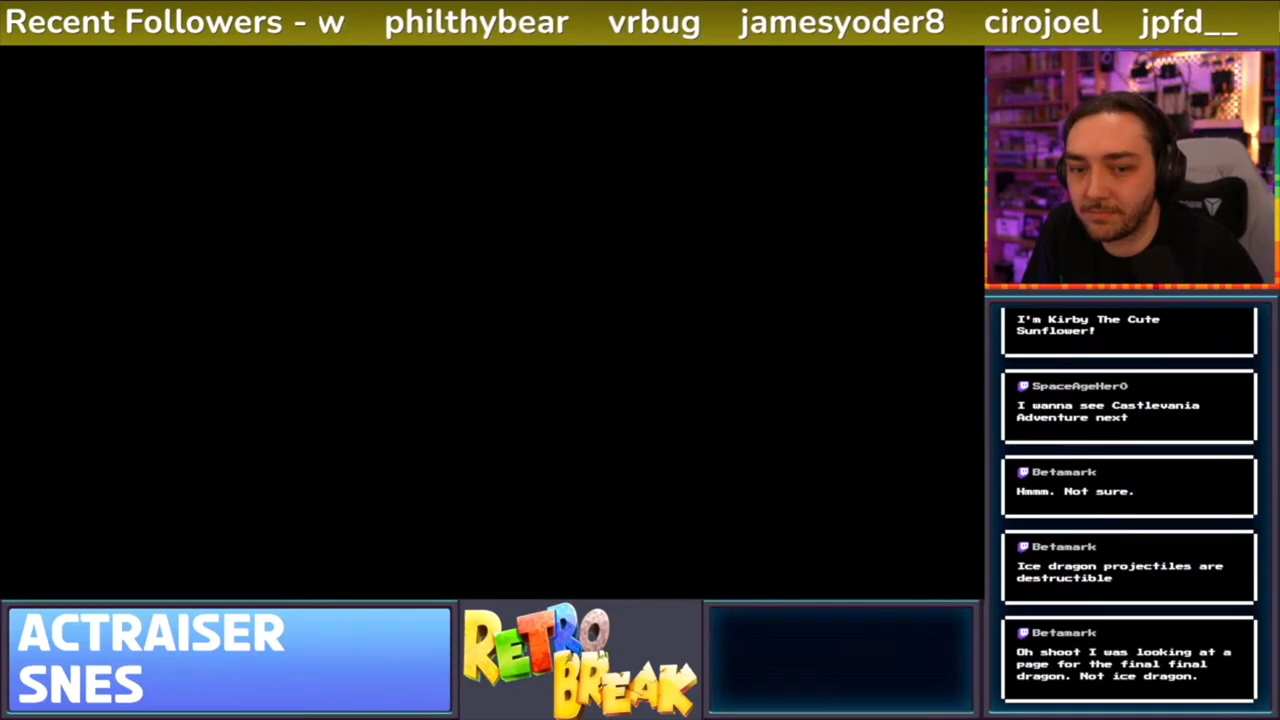 Recent Followers - w philthybear vrbug jamesyoder8 cirojoel jpfd__
I'm Kirby The Cute
Sunflower!
SpaceAgeHer0
I wanna see Castlevania
Adventure next
Betamark
Hmmm. Not sure.
Betamark
Ice dragon projectiles are
destructible
Betamark
Oh shoot I was looking at a
page for the final final
dragon. Not ice dragon.
ACTRAISER
SNES
RETRO
BREAK